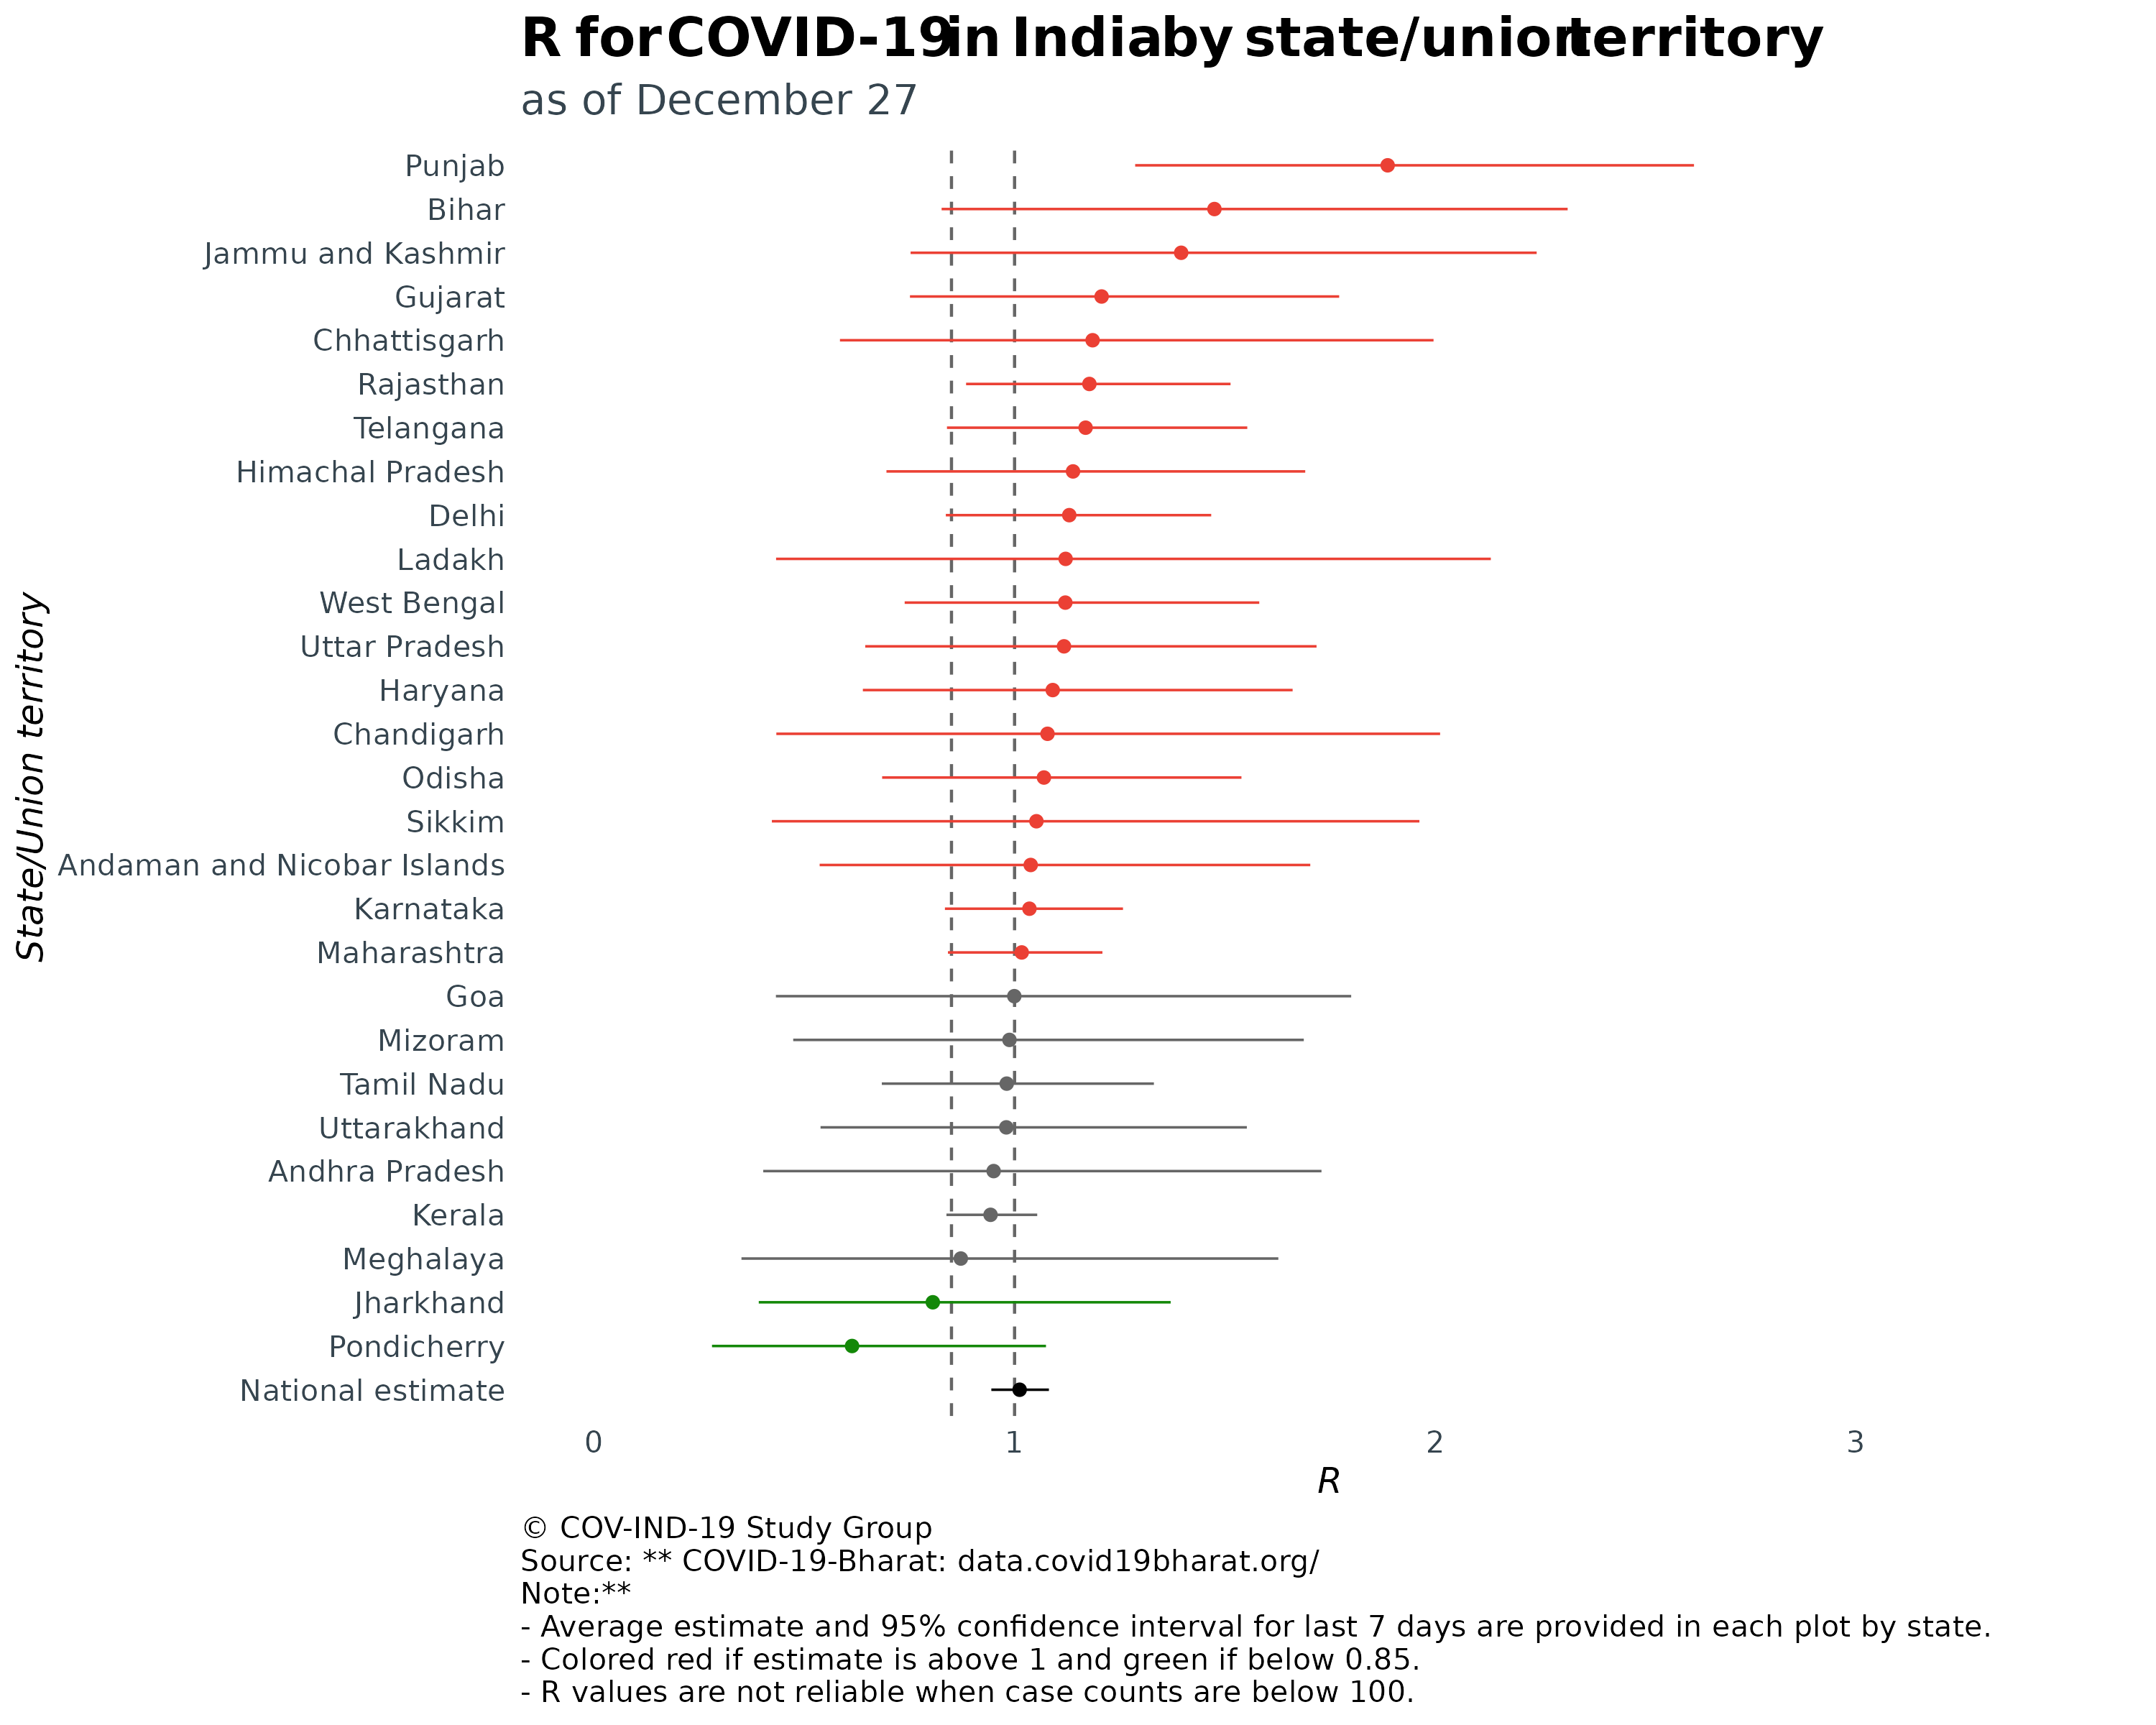 R for COVID-19 in India by state/union territory
as of December 27
State/Union territory
Punjab
Bihar
Jammu and Kashmir
Gujarat
Chhattisgarh
Rajasthan
Telangana
Himachal Pradesh
Delhi
Ladakh
West Bengal
Uttar Pradesh
Haryana
Chandigarh
Odisha
Sikkim
Andaman and Nicobar Islands
Karnataka
Maharashtra
Goa
Mizoram
Tamil Nadu
Uttarakhand
Andhra Pradesh
Kerala
Meghalaya
Jharkhand
Pondicherry
National estimate
0 1 2 3
R
© COV-IND-19 Study Group
Source: ** COVID-19-Bharat: data.covid19bharat.org/
Note:**
- Average estimate and 95% confidence interval for last 7 days are provided in each plot by state.
- Colored red if estimate is above 1 and green if below 0.85.
- R values are not reliable when case counts are below 100.